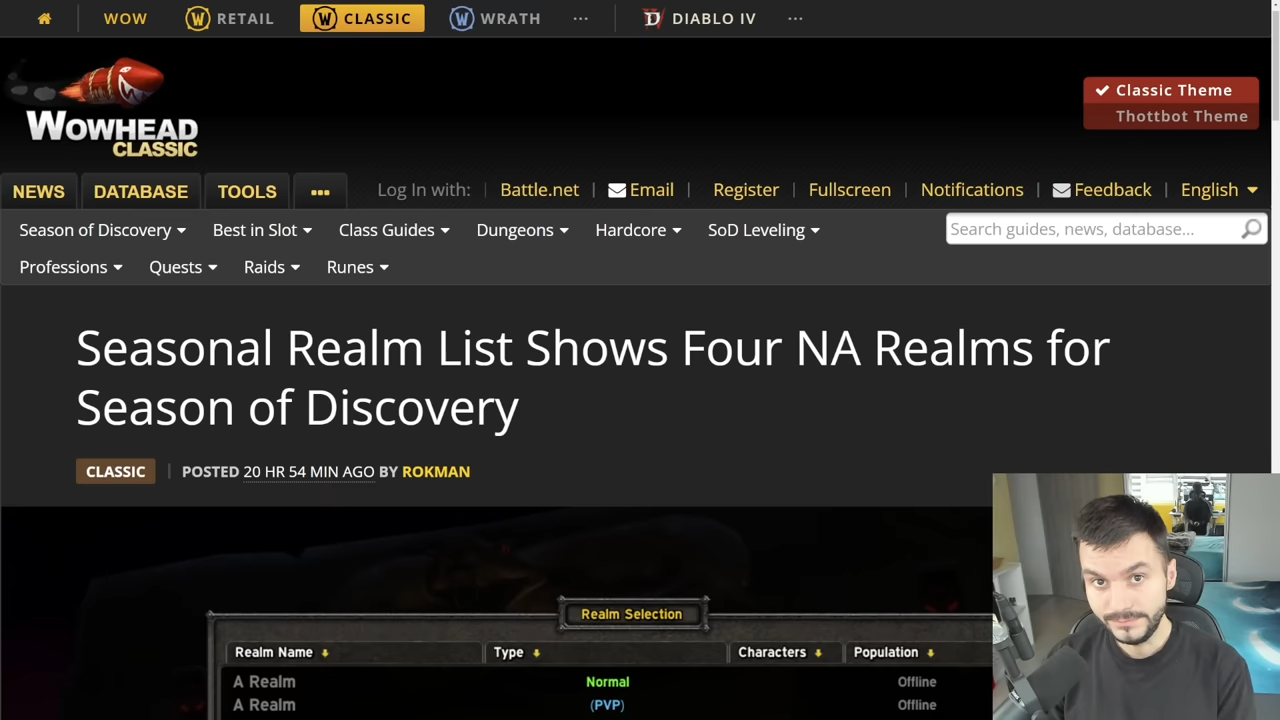 WOW RETAIL CLASSIC WRATH ... DIABLO IV ...
Classic Theme
Thottbot Theme
WOWHEAD
CLASSIC
NEWS DATABASE TOOLS ... Log In with: Battle.net Email Register Fullscreen Notifications Feedback English
Season of Discovery Best in Slot Class Guides Dungeons Hardcore SoD Leveling Search guides, news, database...
Professions Quests Raids Runes
Seasonal Realm List Shows Four NA Realms for
Season of Discovery
CLASSIC POSTED 20 HR 54 MIN AGO BY ROKMAN
Realm Selection
Realm Name Type Characters Population
A Realm Normal Offline
A Realm (PVP) Offline